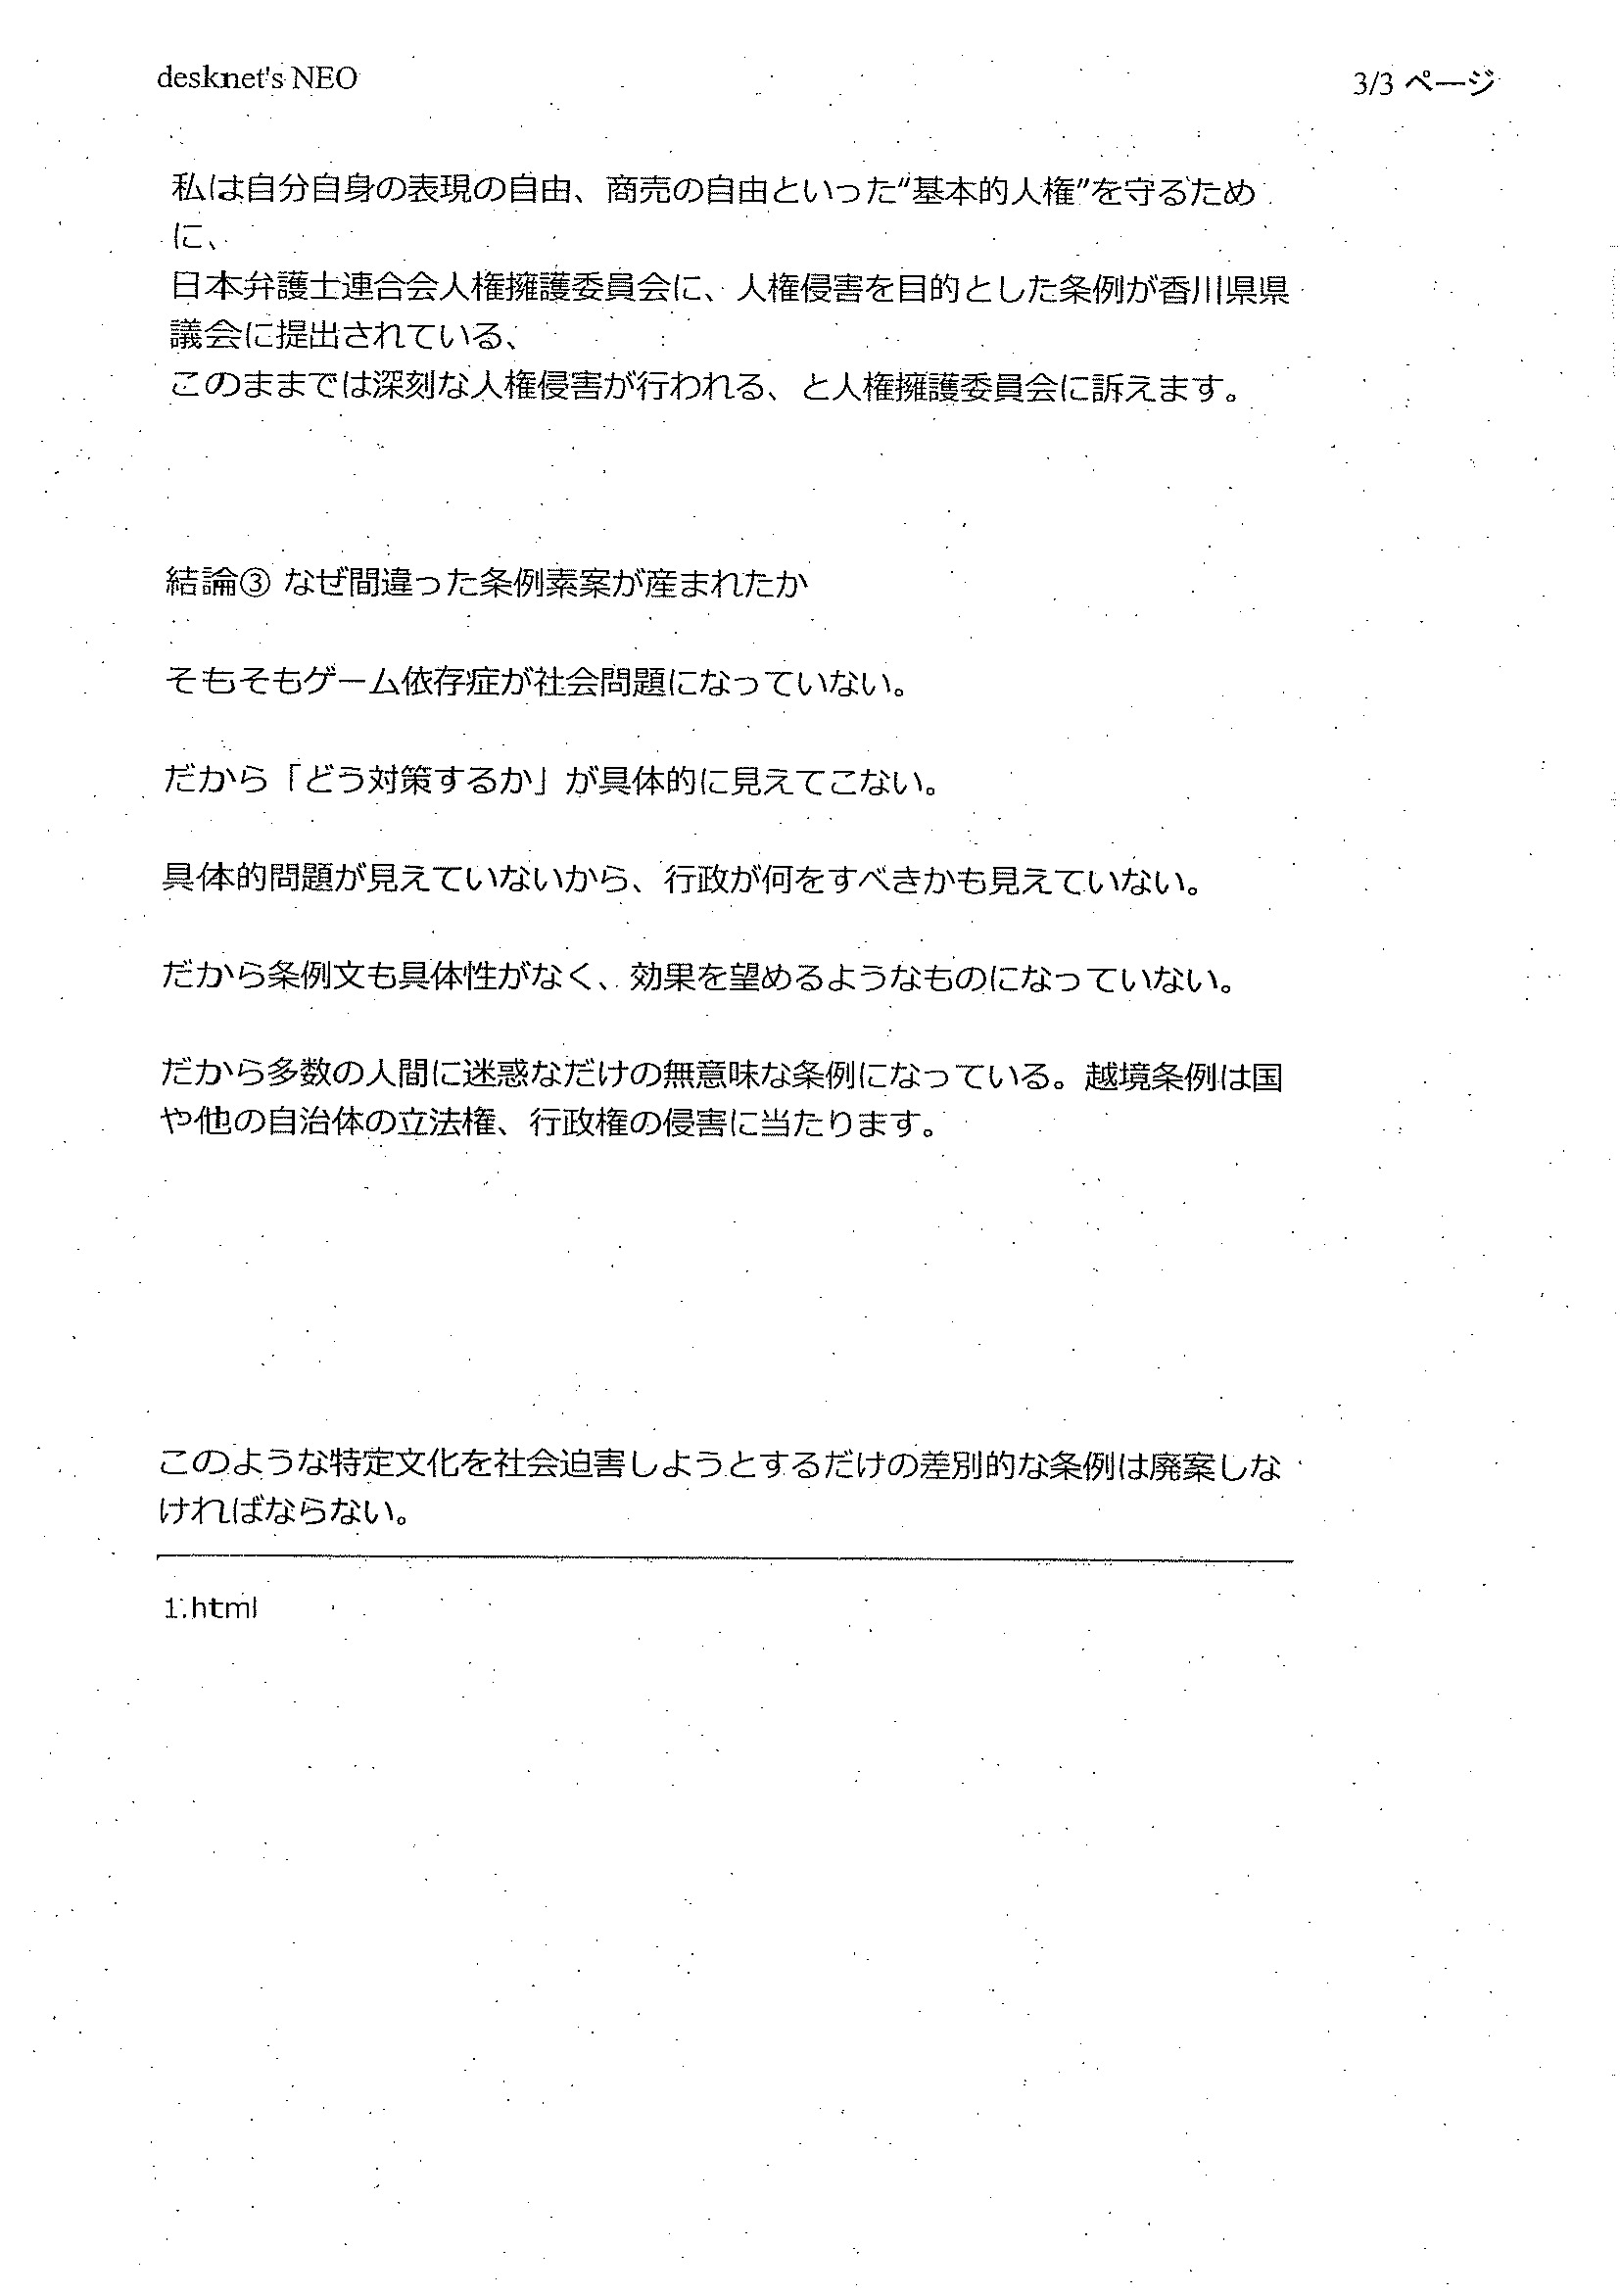 desknet's NEO
3/3 ページ
私は自分自身の表現の自由、商売の自由といった“基本的人権”を守るため
に、
日本弁護士連合会人権擁護委員会に、人権侵害を目的とした条例が香川県県
議会に提出されている、
このままでは深刻な人権侵害が行われる、と人権擁護委員会に訴えます。
結論③ なぜ間違った条例素案が産まれたか
そもそもゲーム依存症が社会問題になっていない。
だから「どう対策するか」が具体的に見えてこない。
具体的問題が見えていないから、行政が何をすべきかも見えていない。
だから条例文も具体性がなく、効果を望めるようなものになっていない。
だから多数の人間に迷惑なだけの無意味な条例になっている。越境条例は国
や他の自治体の立法権、行政権の侵害に当たります。
このような特定文化を社会迫害しようとするだけの差別的な条例は廃案しな
ければならない。
1.html